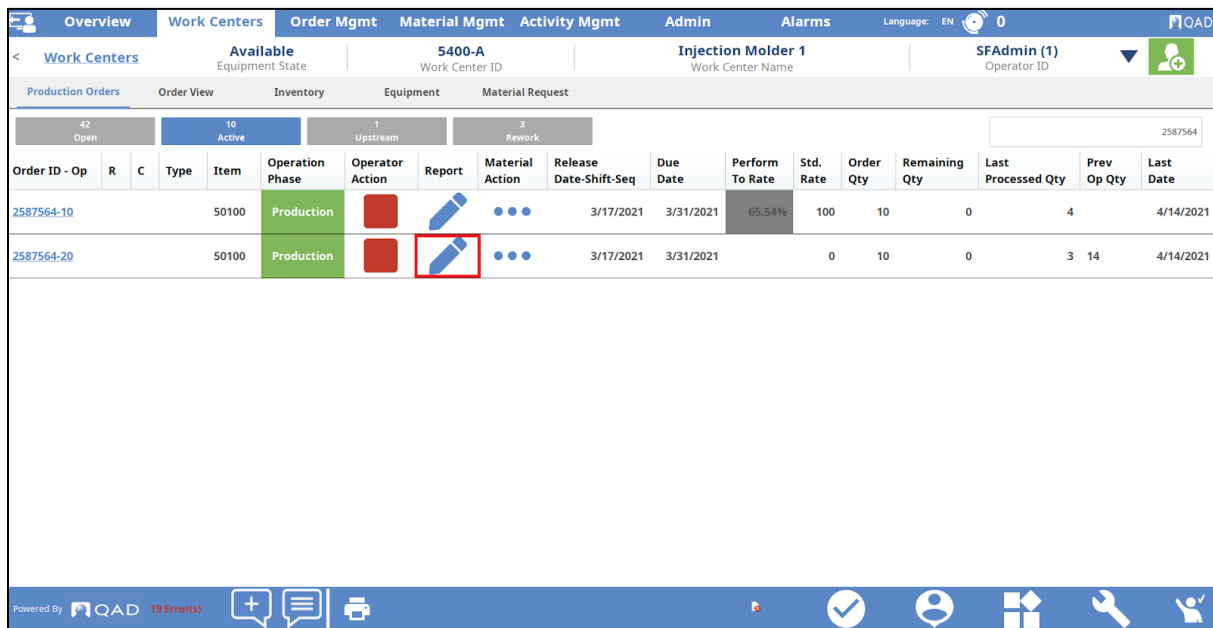 Overview Work Centers Order Mgmt Material Mgmt Activity Mgmt Admin Alarms Language: EN 0 QAD
< Work Centers Available 5400-A Injection Molder 1 SFAdmin (1)
Equipment State Work Center ID Work Center Name Operator ID
Production Orders Order View Inventory Equipment Material Request
42 10 1 3
Open Active Upstream Rework 2587564
Order ID - Op R C Type Item Operation Phase Operator Action Report Material Action Release Date-Shift-Seq Due Date Perform To Rate Std. Rate Order Qty Remaining Qty Last Processed Qty Prev Op Qty Last Date
2587564-10 50100 Production 3/17/2021 3/31/2021 65.54% 100 10 0 4 4/14/2021
2587564-20 50100 Production 3/17/2021 3/31/2021 0 10 0 3 14 4/14/2021
Powered By QAD 19 Error(s)